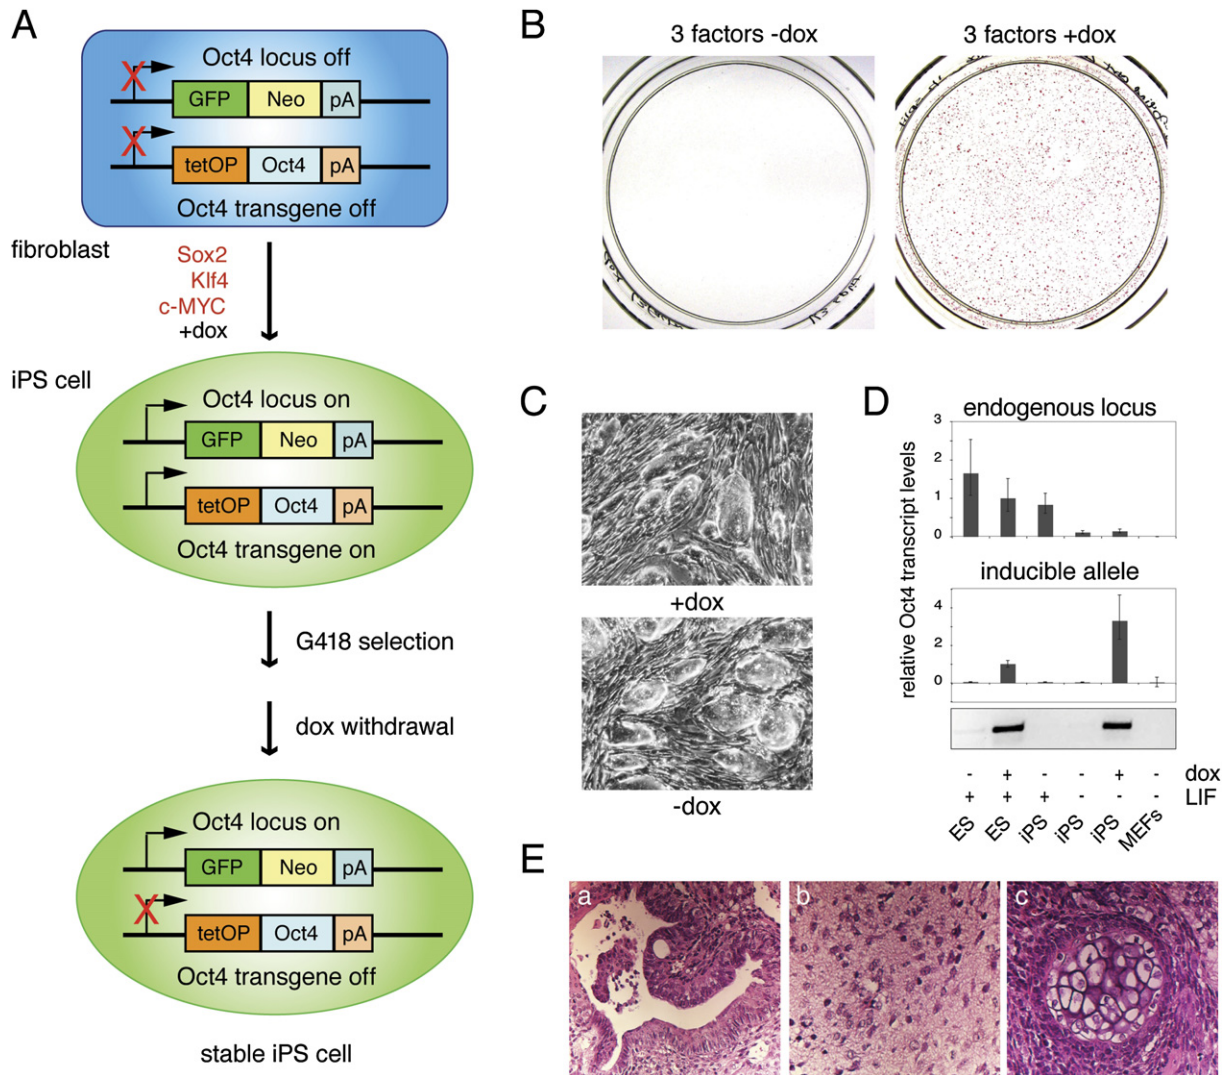 A
Oct4 locus off
GFP Neo pA
tetOP Oct4 pA
Oct4 transgene off
fibroblast
Sox2
Klf4
c-MYC
+dox
iPS cell
Oct4 locus on
GFP Neo pA
tetOP Oct4 pA
Oct4 transgene on
G418 selection
dox withdrawal
Oct4 locus on
GFP Neo pA
tetOP Oct4 pA
Oct4 transgene off
stable iPS cell
B
3 factors -dox 3 factors +dox
C
+dox
-dox
D
endogenous locus
3
2
1
0
inducible allele
4
2
0
relative Oct4 transcript levels
- + - - + - dox
+ + + - - - LIF
ES ES iPS iPS iPS MEFs
E
a b c